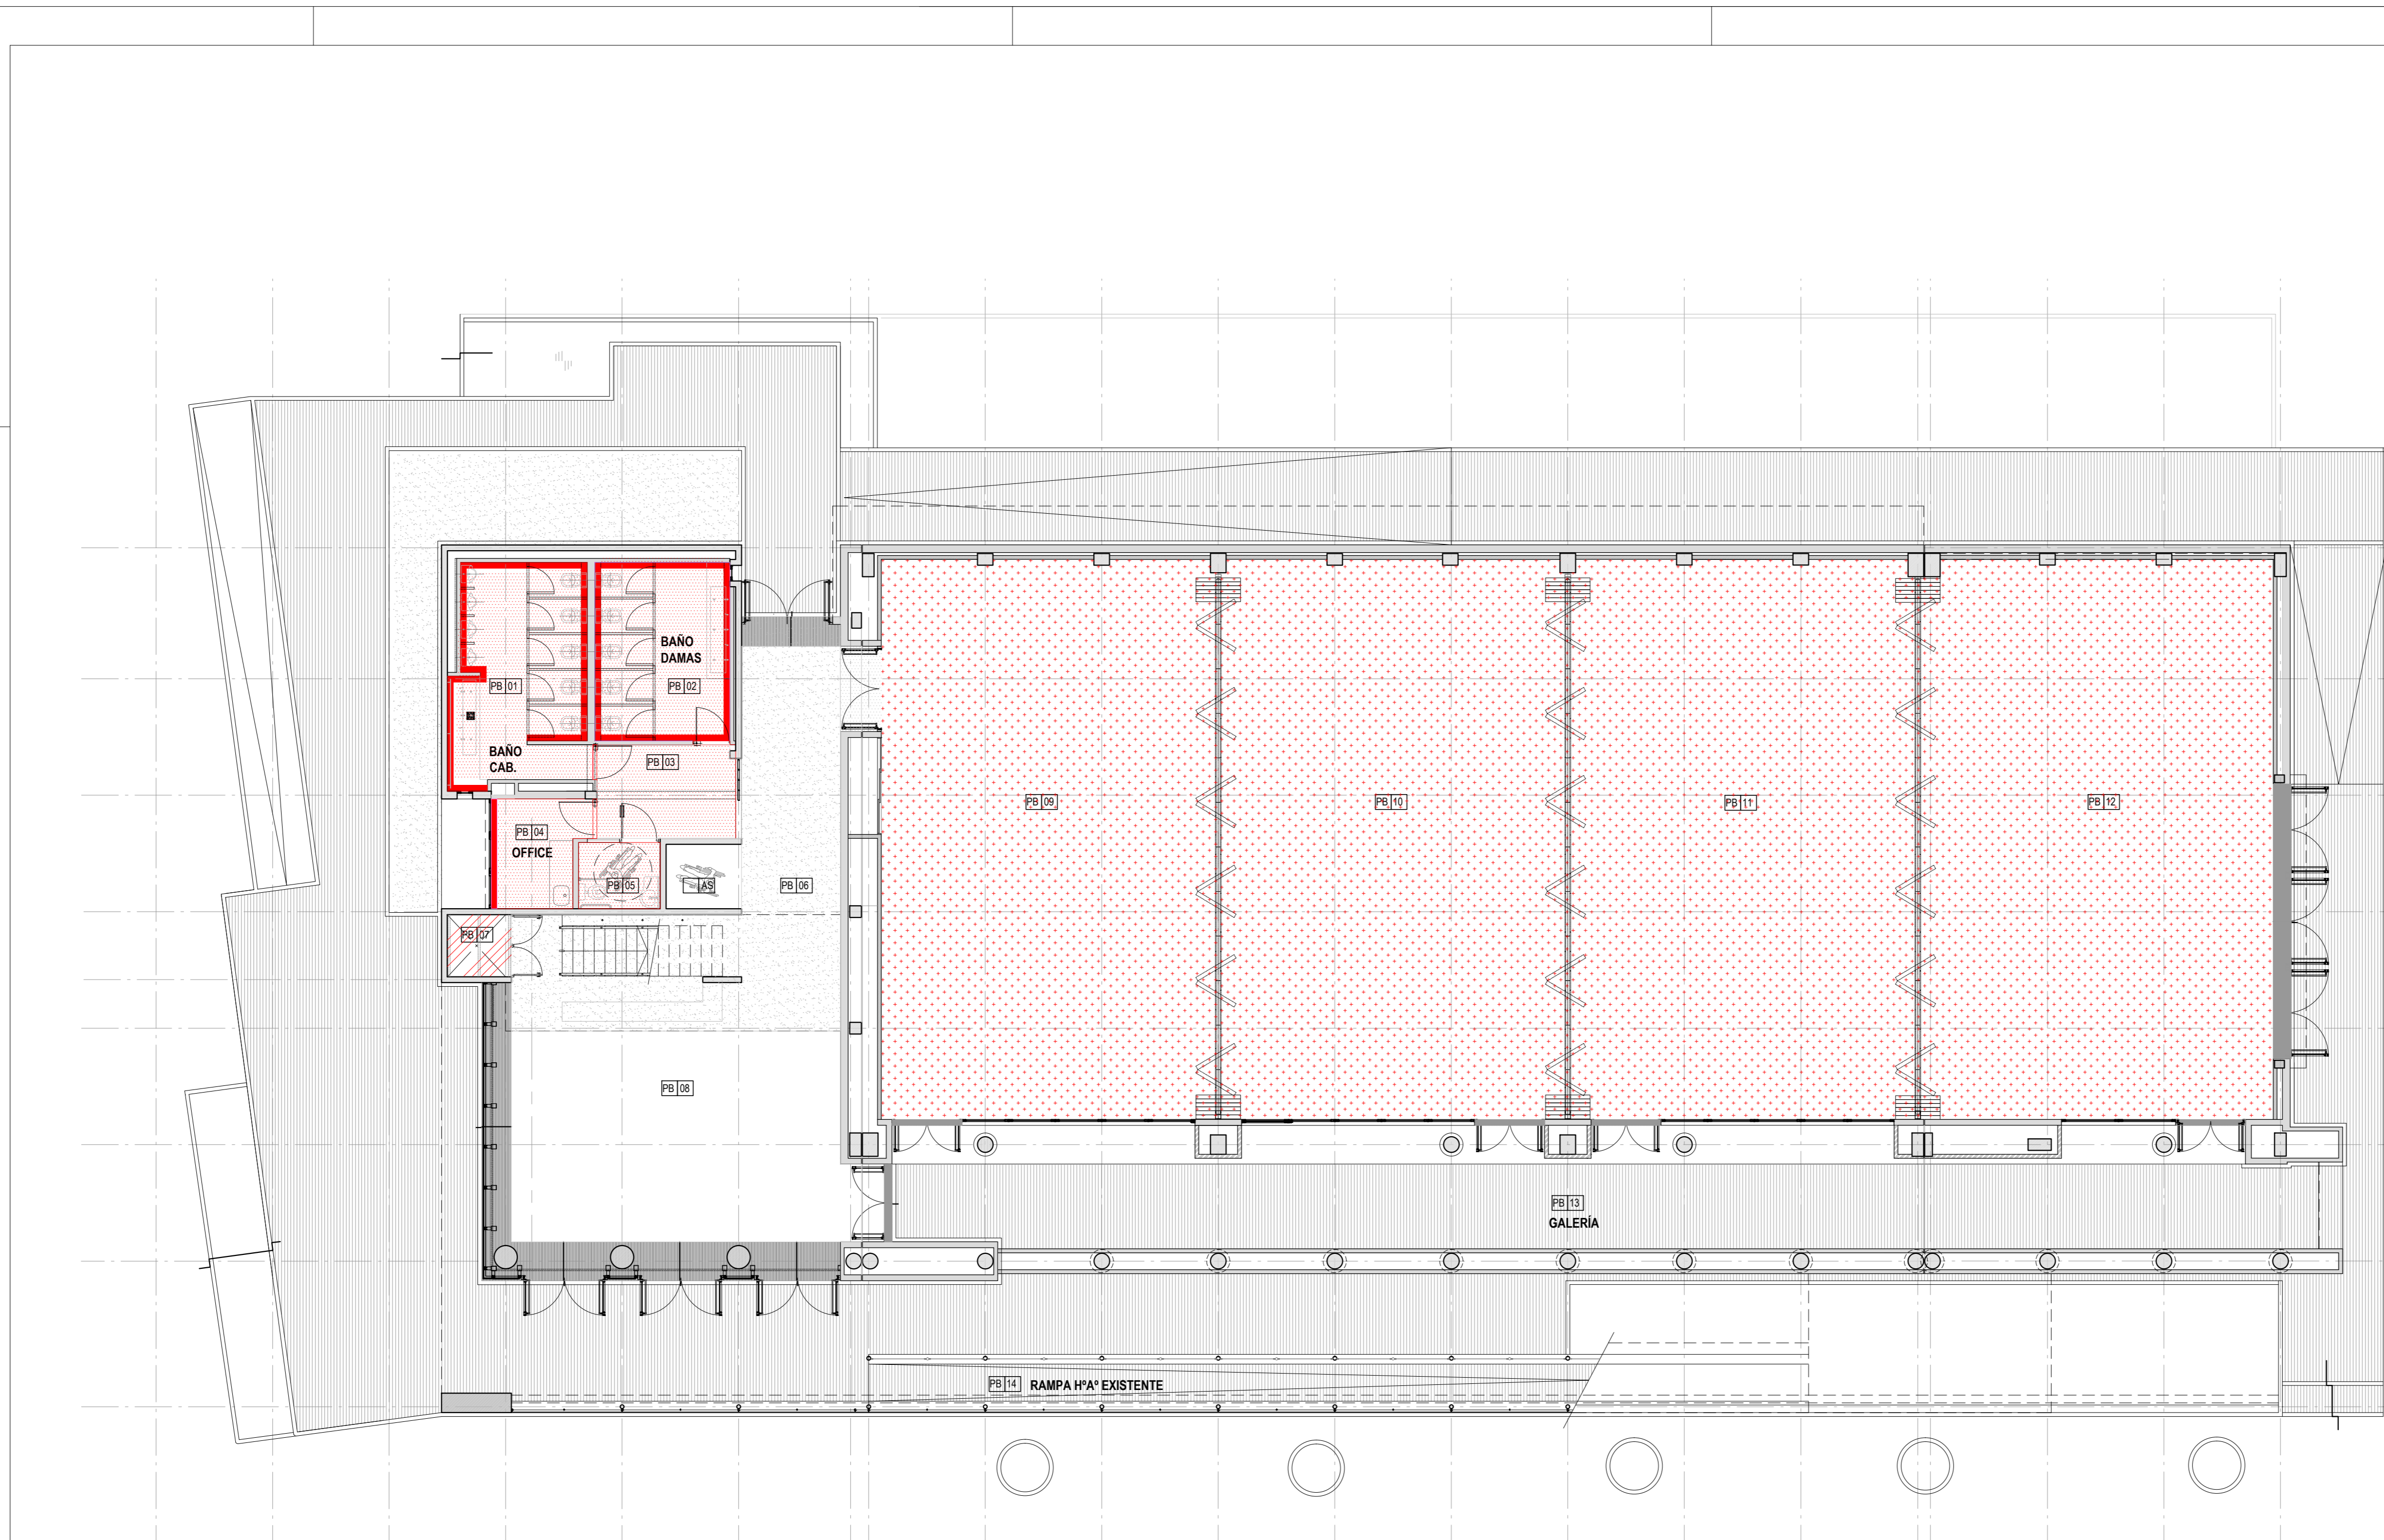 BAÑO
DAMAS
PB 01
PB 02
BAÑO
CAB.
PB 03
PB 04
OFFICE
PB 05
AS
PB 06
PB 07
PB 08
PB 09
PB 10
PB 11
PB 12
PB 13
GALERÍA
PB 14 RAMPA HºAº EXISTENTE